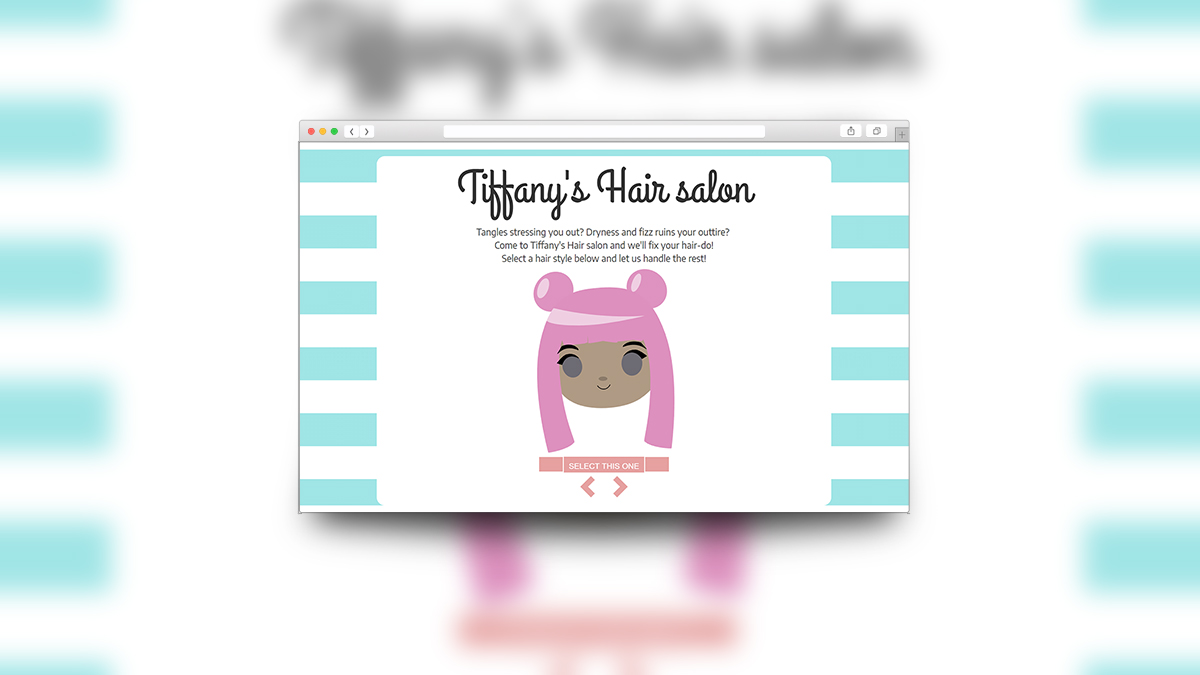 Tiffany's Hair salon
Tangles stressing you out? Dryness and fizz ruins your outtire?
Come to Tiffany's Hair salon and we'll fix your hair-do!
Select a hair style below and let us handle the rest!
SELECT THIS ONE